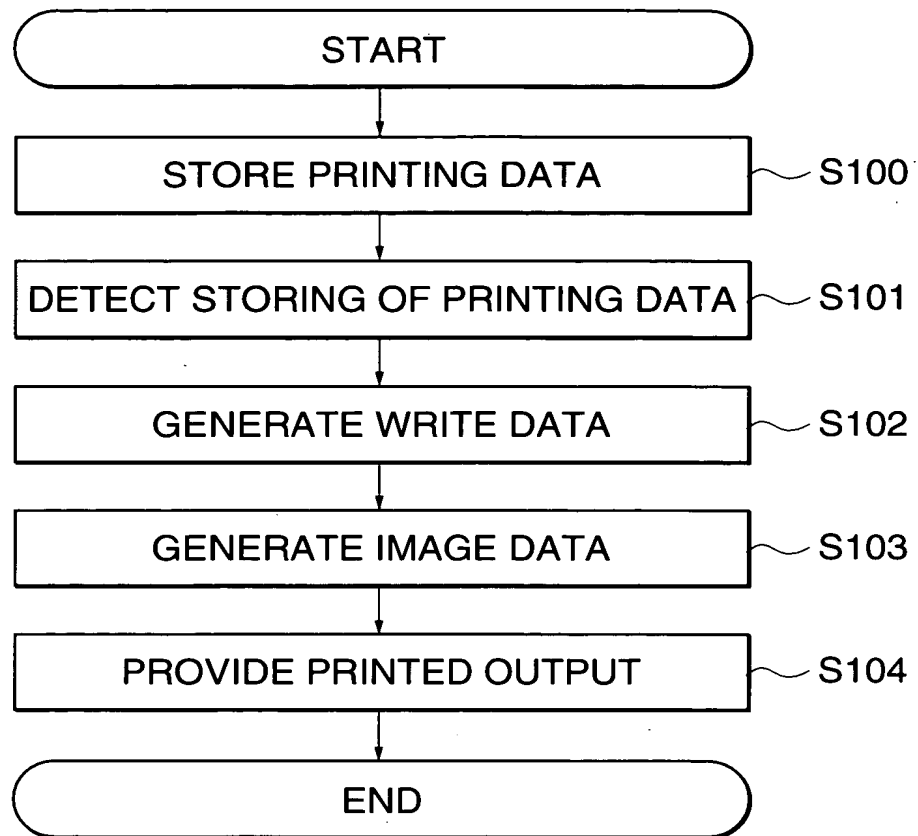 START
STORE PRINTING DATA S100
DETECT STORING OF PRINTING DATA S101
GENERATE WRITE DATA S102
GENERATE IMAGE DATA S103
PROVIDE PRINTED OUTPUT S104
END